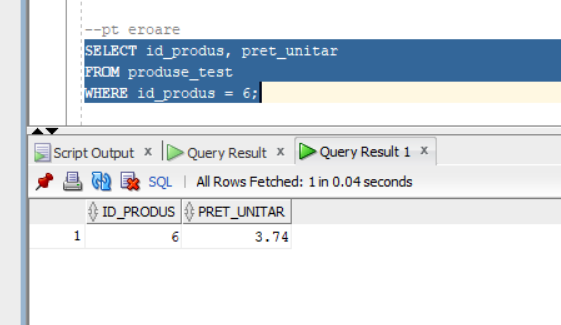 --pt eroare
SELECT id_produs, pret_unitar
FROM produse_test
WHERE id_produs = 6;
Script Output x Query Result x Query Result 1 x
SQL | All Rows Fetched: 1 in 0.04 seconds
ID_PRODUS PRET_UNITAR
1 6 3.74